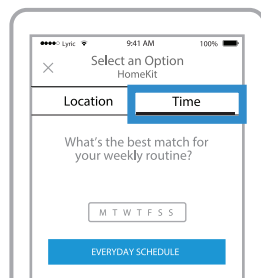 Lyric 9:41 AM 100%
Select an Option
HomeKit
Location Time
What's the best match for
your weekly routine?
M T W T F S S
EVERYDAY SCHEDULE